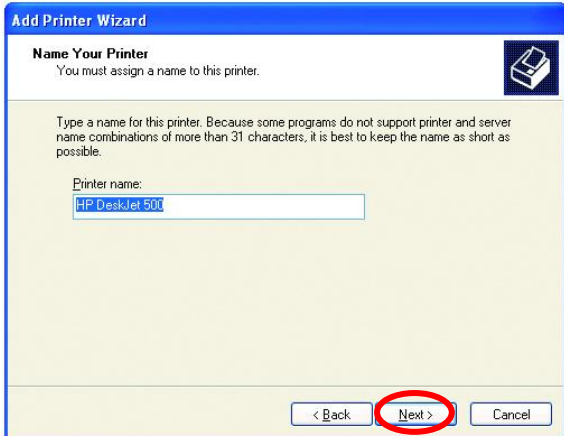 Add Printer Wizard
Name Your Printer
You must assign a name to this printer.
Type a name for this printer. Because some programs do not support printer and server
name combinations of more than 31 characters, it is best to keep the name as short as
possible.
Printer name:
HP DeskJet 500
< Back Next > Cancel